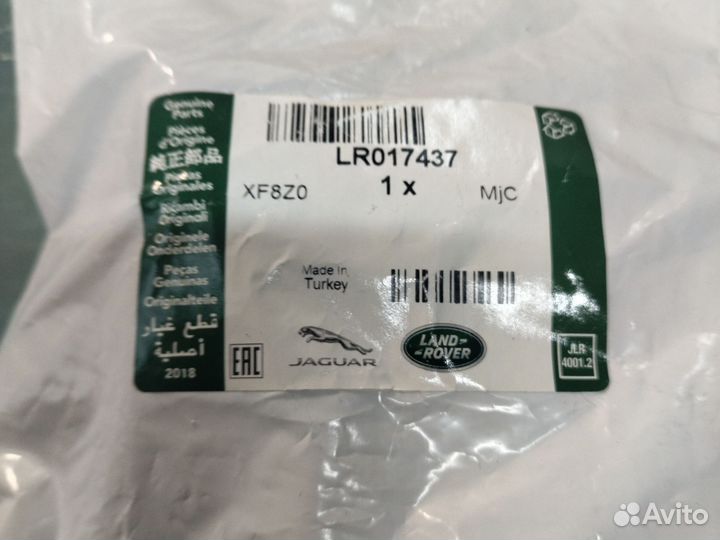 Genuine
Parts
Pièces
d'Origine
純正部品
Piezas
Originales
Ricambi
Originali
Originele
Onderdelen
Peças
Genuinas
Originalteile
قطع غيار
أصلية
2018
LR017437
1 x
XF8Z0
MjC
Made In
Turkey
EAC
JAGUAR
LAND-
-ROVER
JLR
4001.2
Avito